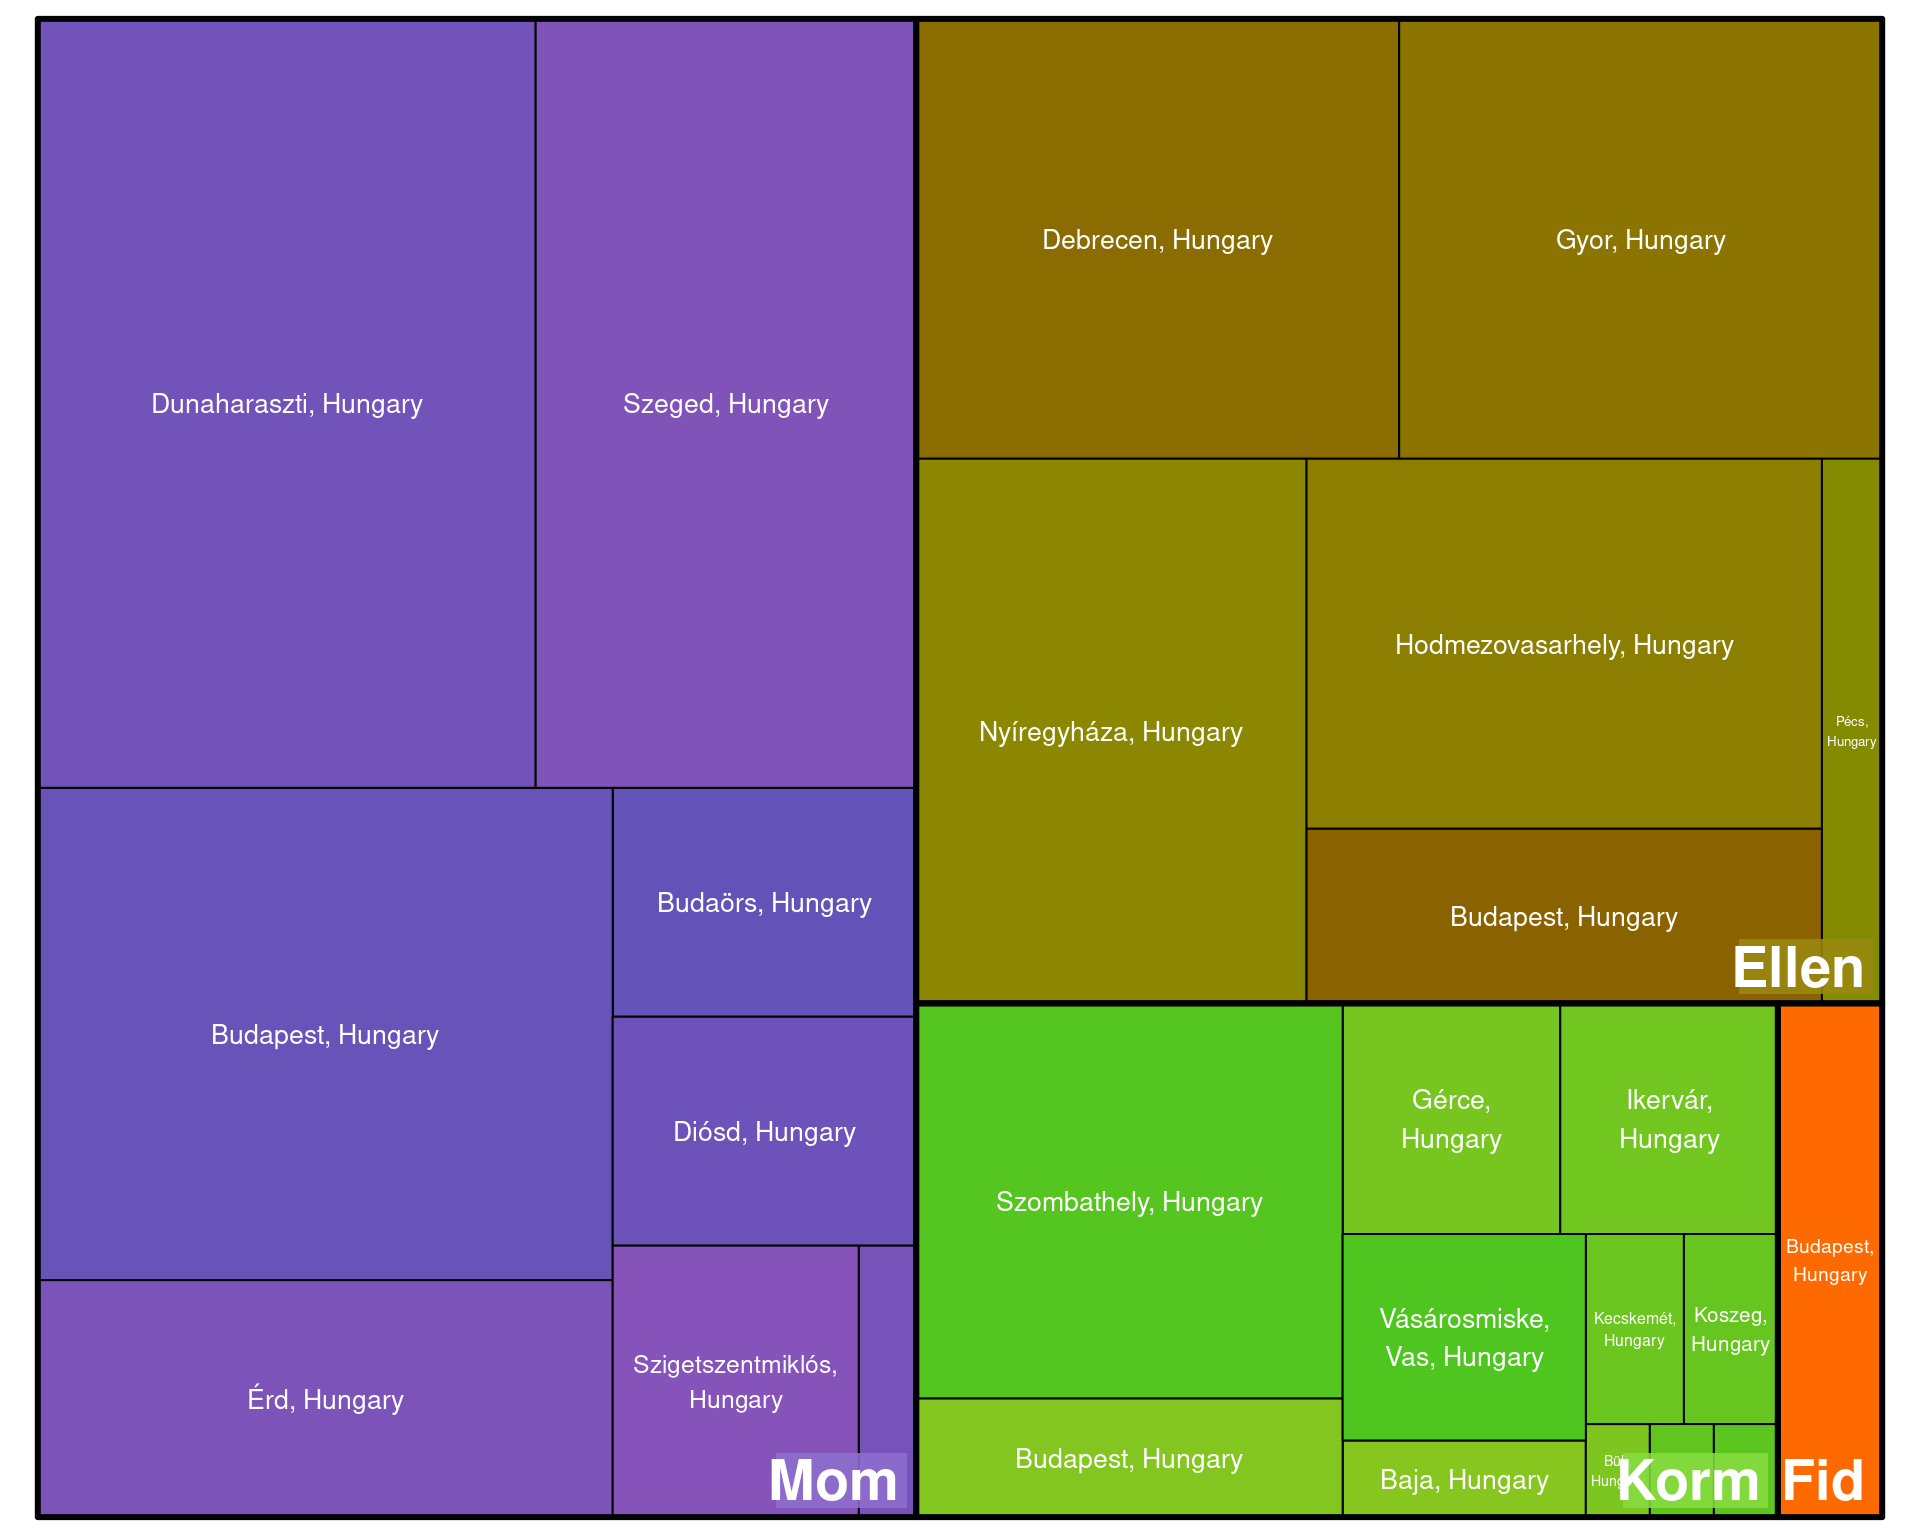 Dunaharaszti, Hungary
Szeged, Hungary
Budapest, Hungary
Budaörs, Hungary
Diósd, Hungary
Érd, Hungary
Szigetszentmiklós,
Hungary
Mom
Debrecen, Hungary
Gyor, Hungary
Nyíregyháza, Hungary
Hodmezovasarhely, Hungary
Pécs,
Hungary
Budapest, Hungary
Ellen
Szombathely, Hungary
Gérce,
Hungary
Ikervár,
Hungary
Vásárosmiske,
Vas, Hungary
Kecskemét,
Hungary
Koszeg,
Hungary
Budapest, Hungary
Baja, Hungary
Korm
Budapest,
Hungary
Fid